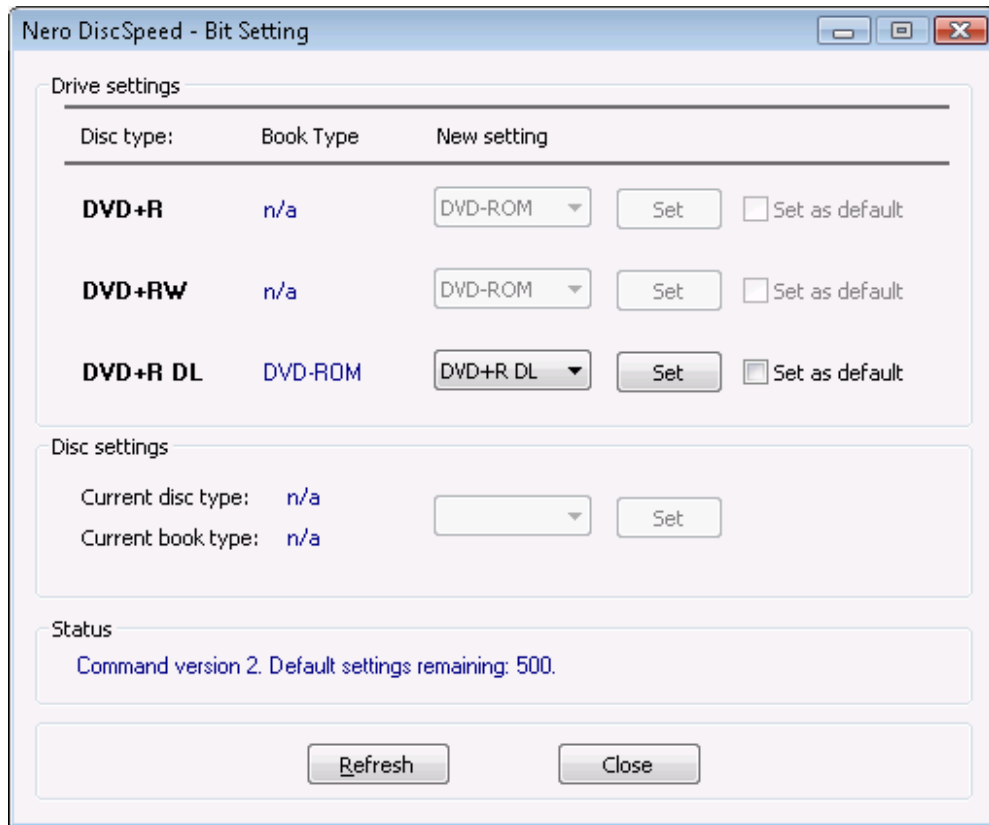 Nero DiscSpeed - Bit Setting
Drive settings
Disc type: Book Type New setting
DVD+R n/a DVD-ROM Set Set as default
DVD+RW n/a DVD-ROM Set Set as default
DVD+R DL DVD-ROM DVD+R DL Set Set as default
Disc settings
Current disc type: n/a
Set
Current book type: n/a
Status
Command version 2. Default settings remaining: 500.
Refresh Close